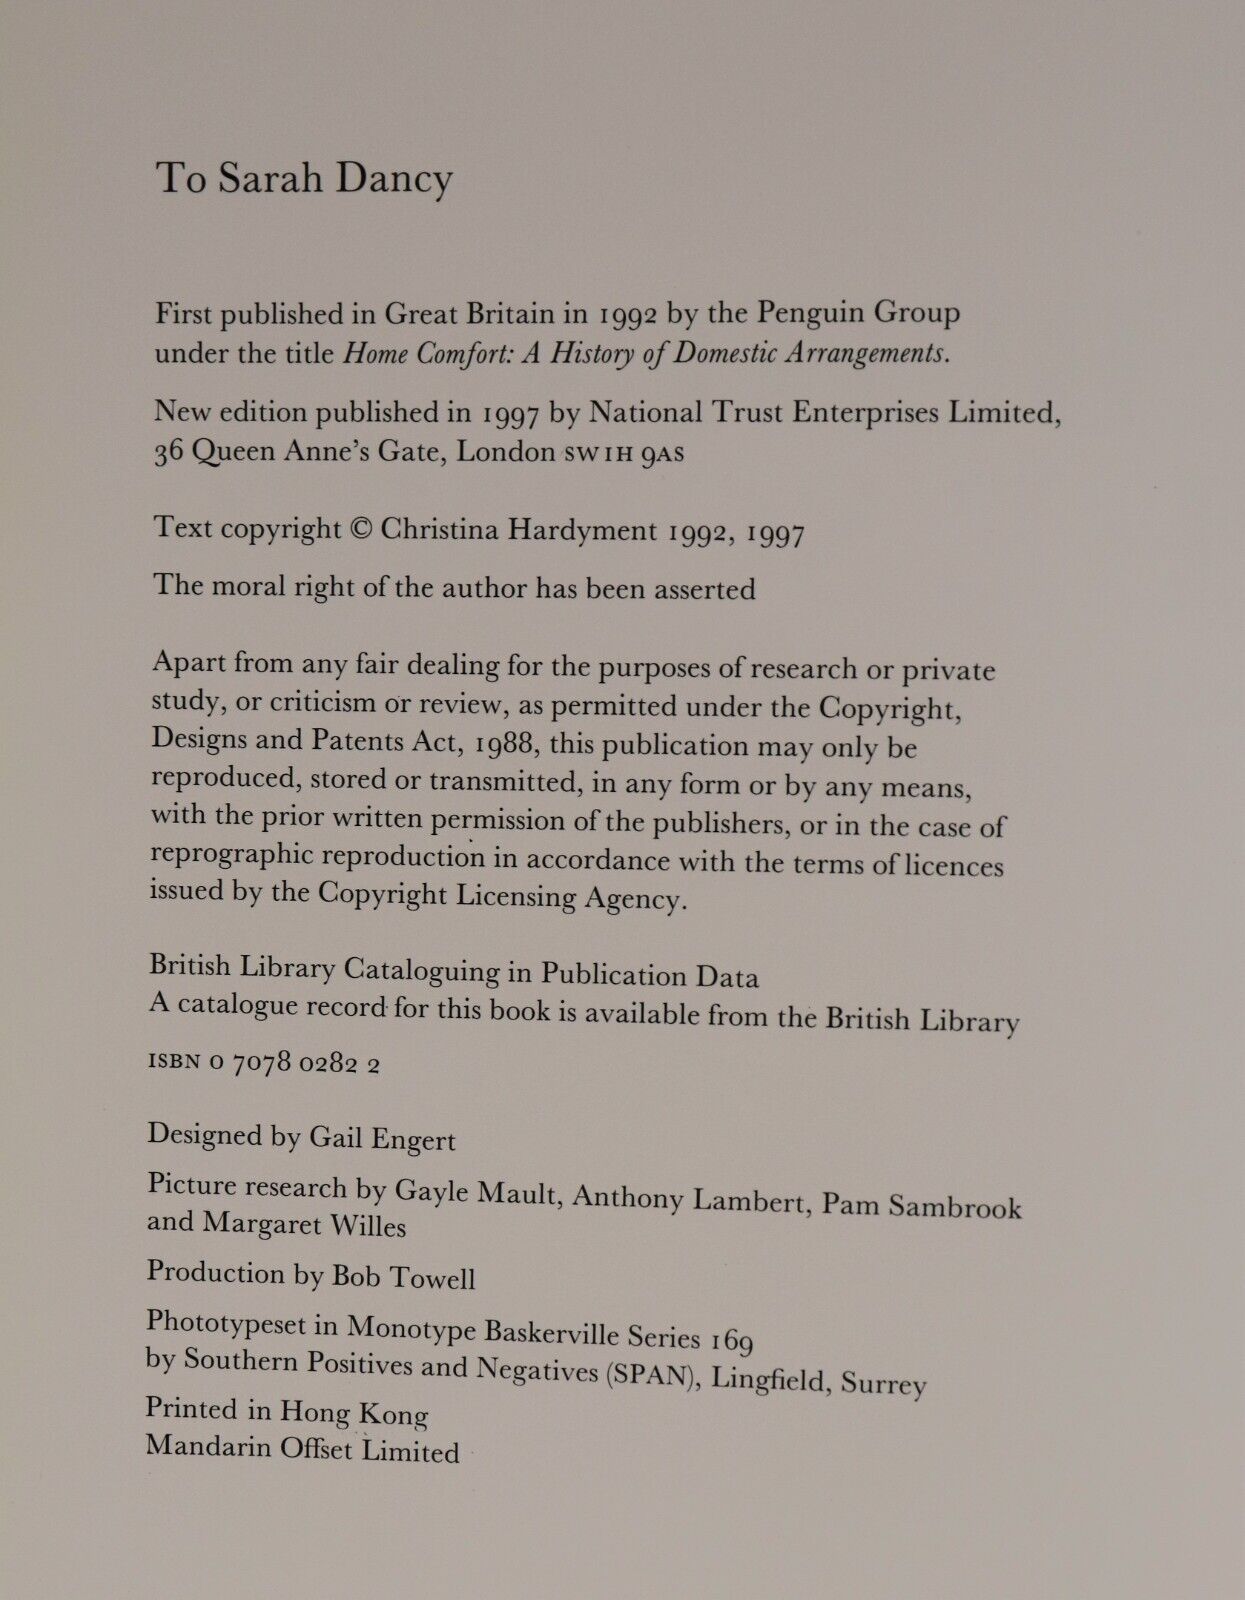 To Sarah Dancy
First published in Great Britain in 1992 by the Penguin Group
under the title Home Comfort: A History of Domestic Arrangements.
New edition published in 1997 by National Trust Enterprises Limited,
36 Queen Anne's Gate, London SW1H 9AS
Text copyright © Christina Hardyment 1992, 1997
The moral right of the author has been asserted
Apart from any fair dealing for the purposes of research or private
study, or criticism or review, as permitted under the Copyright,
Designs and Patents Act, 1988, this publication may only be
reproduced, stored or transmitted, in any form or by any means,
with the prior written permission of the publishers, or in the case of
reprographic reproduction in accordance with the terms of licences
issued by the Copyright Licensing Agency.
British Library Cataloguing in Publication Data
A catalogue record for this book is available from the British Library
ISBN 0 7078 0282 2
Designed by Gail Engert
Picture research by Gayle Mault, Anthony Lambert, Pam Sambrook
and Margaret Willes
Production by Bob Towell
Phototypeset in Monotype Baskerville Series 169
by Southern Positives and Negatives (SPAN), Lingfield, Surrey
Printed in Hong Kong
Mandarin Offset Limited